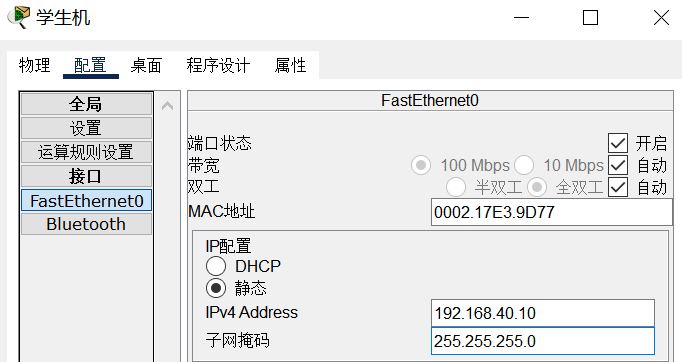 学生机
物理 配置 桌面 程序设计 属性
全局
设置
运算规则设置
接口
FastEthernet0
Bluetooth
FastEthernet0
端口状态 开启
带宽 100 Mbps 10 Mbps 自动
双工 半双工 全双工 自动
MAC地址 0002.17E3.9D77
IP配置
DHCP
静态
IPv4 Address 192.168.40.10
子网掩码 255.255.255.0